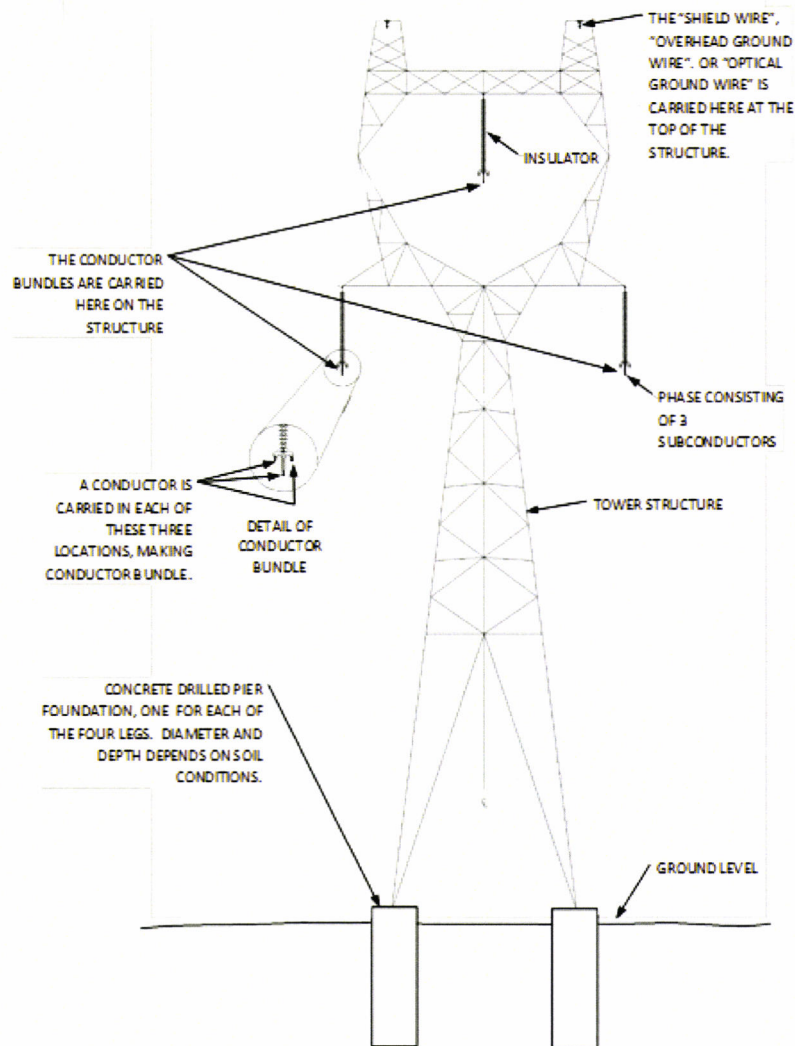 THE "SHIELD WIRE",
"OVERHEAD GROUND
WIRE". OR "OPTICAL
GROUND WIRE" IS
CARRIED HERE AT THE
TOP OF THE
STRUCTURE.
INSULATOR
THE CONDUCTOR
BUNDLES ARE CARRIED
HERE ON THE
STRUCTURE
PHASE CONSISTING
OF 3
SUBCONDUCTORS
A CONDUCTOR IS
CARRIED IN EACH OF
THESE THREE
LOCATIONS, MAKING
CONDUCTOR BUNDLE.
DETAIL OF
CONDUCTOR
BUNDLE
TOWER STRUCTURE
CONCRETE DRILLED PIER
FOUNDATION, ONE FOR EACH OF
THE FOUR LEGS. DIAMETER AND
DEPTH DEPENDS ON SOIL
CONDITIONS.
GROUND LEVEL